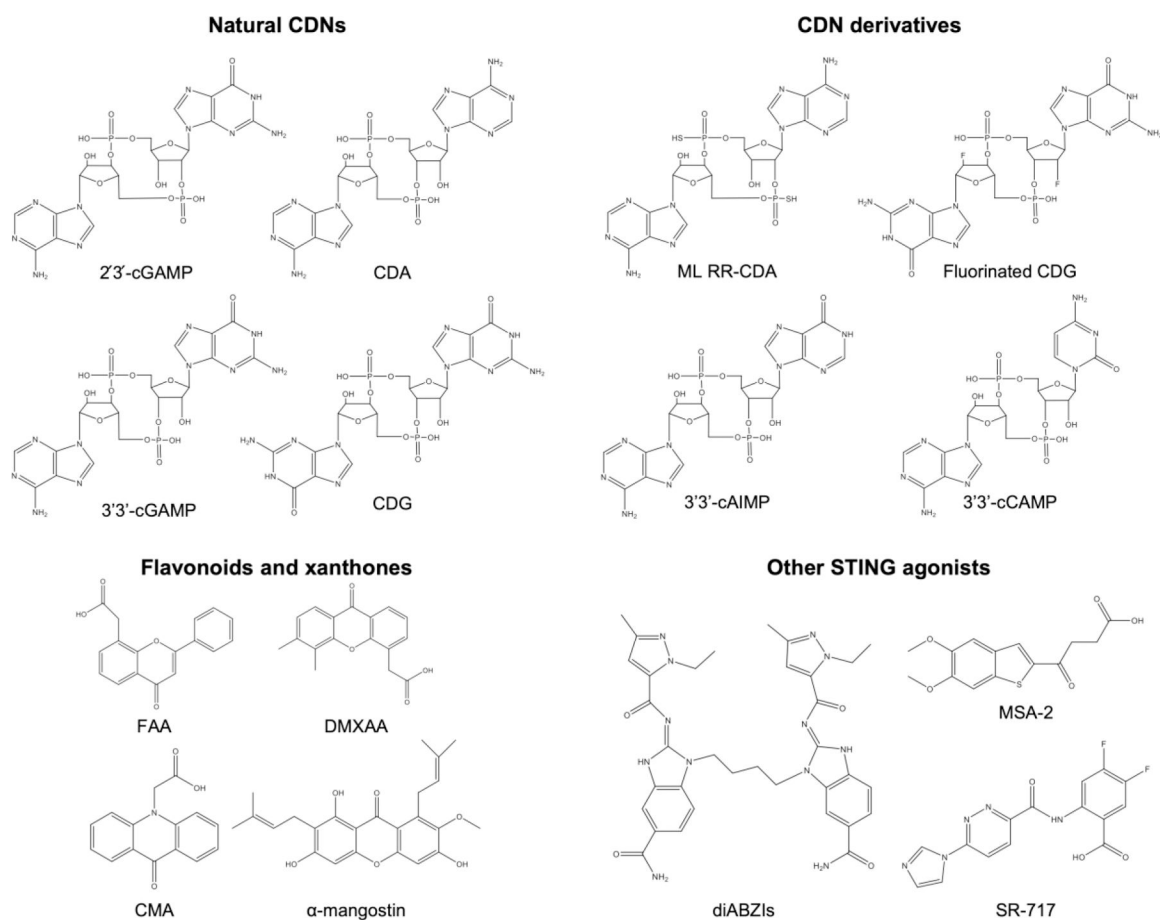 Natural CDNs
CDN derivatives
2'3'-cGAMP
CDA
ML RR-CDA
Fluorinated CDG
3'3'-cGAMP
CDG
3'3'-cAIMP
3'3'-cCAMP
Flavonoids and xanthones
Other STING agonists
FAA
DMXAA
MSA-2
CMA
α-mangostin
diABZIs
SR-717